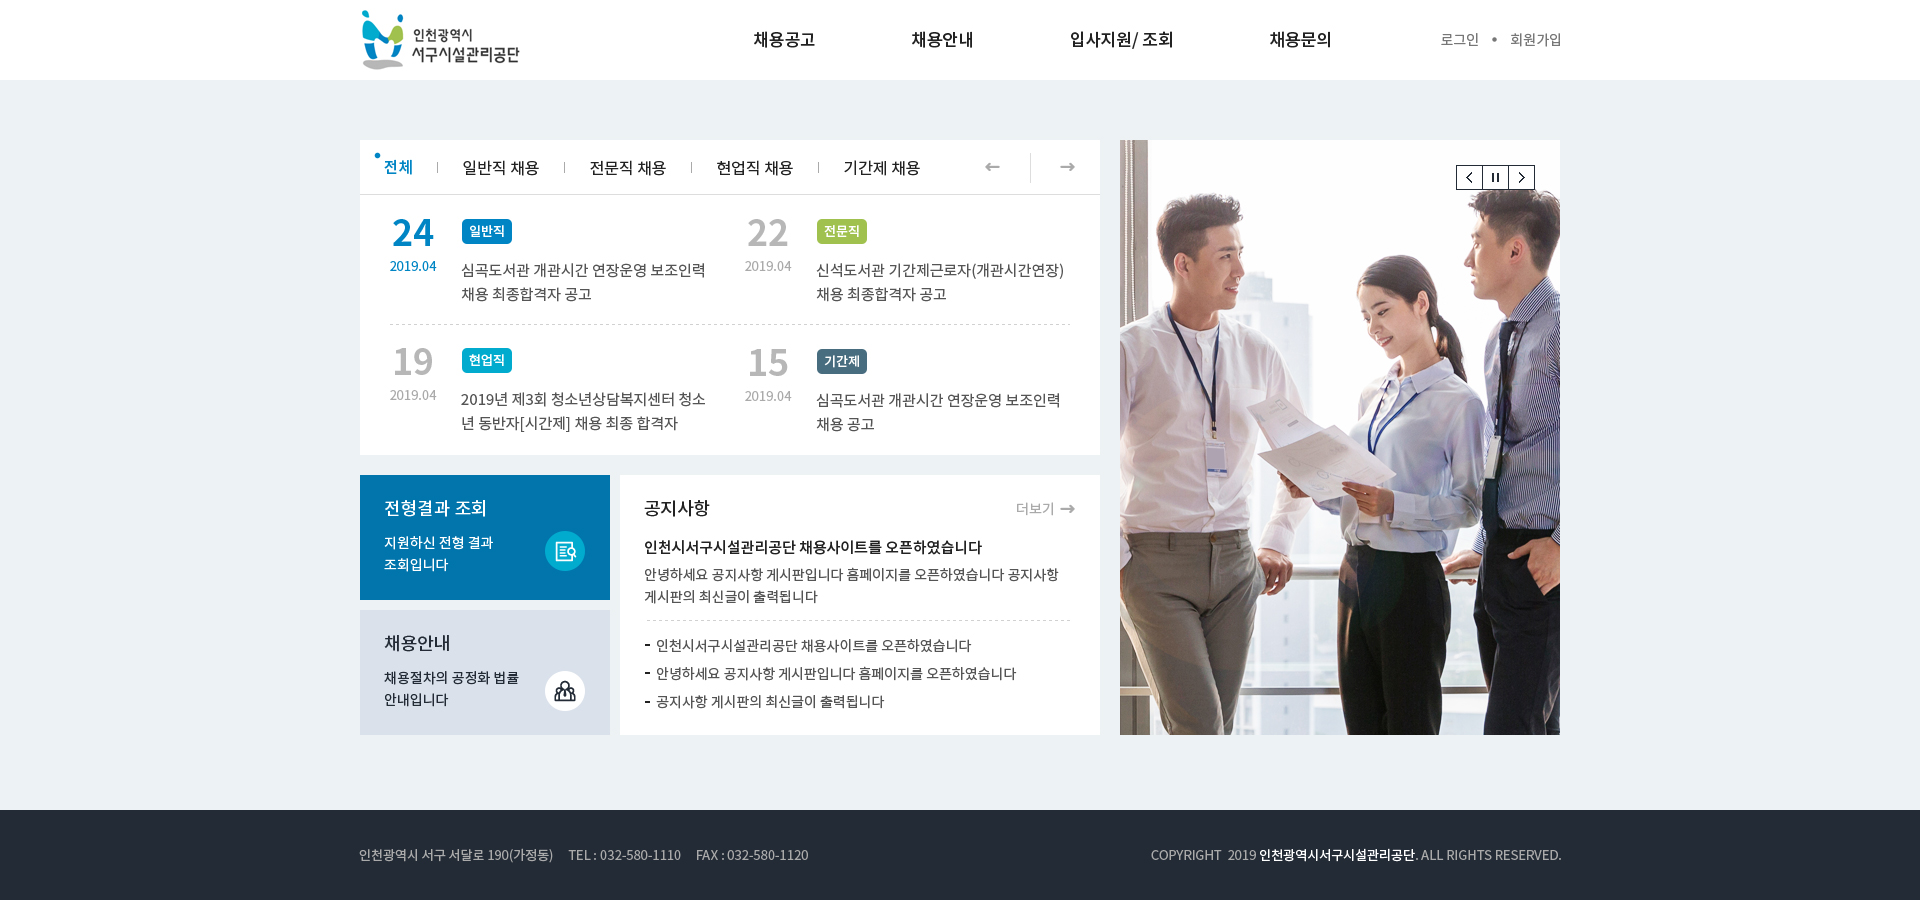 인천광역시
서구시설관리공단
채용공고
채용안내
입사지원/ 조회
채용문의
로그인 • 회원가입
전체
일반직 채용
전문직 채용
현업직 채용
기간제 채용
24
2019.04
일반직
심곡도서관 개관시간 연장운영 보조인력
채용 최종합격자 공고
22
2019.04
전문직
신석도서관 기간제근로자(개관시간연장)
채용 최종합격자 공고
19
2019.04
현업직
2019년 제3회 청소년상담복지센터 청소
년 동반자[시간제] 채용 최종 합격자
15
2019.04
기간제
심곡도서관 개관시간 연장운영 보조인력
채용 공고
전형결과 조회
지원하신 전형 결과
조회입니다
채용안내
채용절차의 공정화 법률
안내입니다
공지사항
더보기
인천시서구시설관리공단 채용사이트를 오픈하였습니다
안녕하세요 공지사항 게시판입니다 홈페이지를 오픈하였습니다 공지사항
게시판의 최신글이 출력됩니다
- 인천시서구시설관리공단 채용사이트를 오픈하였습니다
- 안녕하세요 공지사항 게시판입니다 홈페이지를 오픈하였습니다
- 공지사항 게시판의 최신글이 출력됩니다
인천광역시 서구 서달로 190(가정동) TEL : 032-580-1110 FAX : 032-580-1120
COPYRIGHT 2019 인천광역시서구시설관리공단. ALL RIGHTS RESERVED.